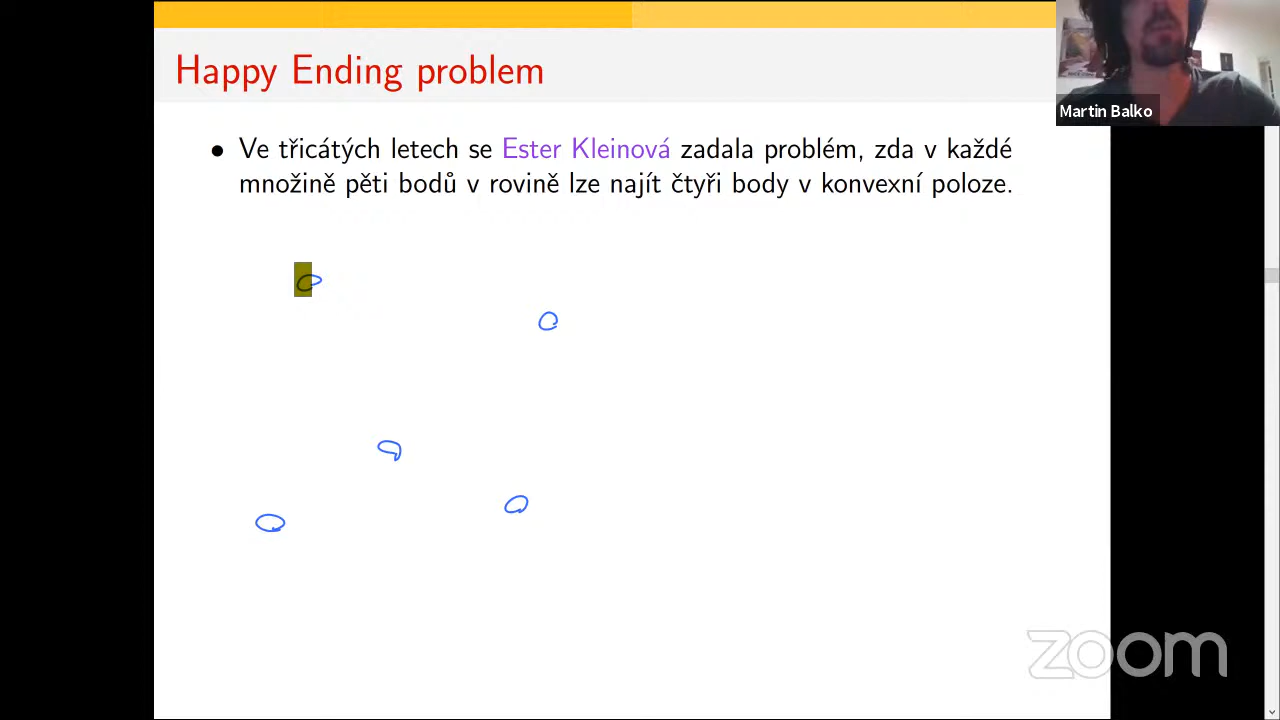 Happy Ending problem
Martin Balko
• Ve třicátých letech se Ester Kleinová zadala problém, zda v každé
množině pěti bodů v rovině lze najít čtyři body v konvexní poloze.
zoom